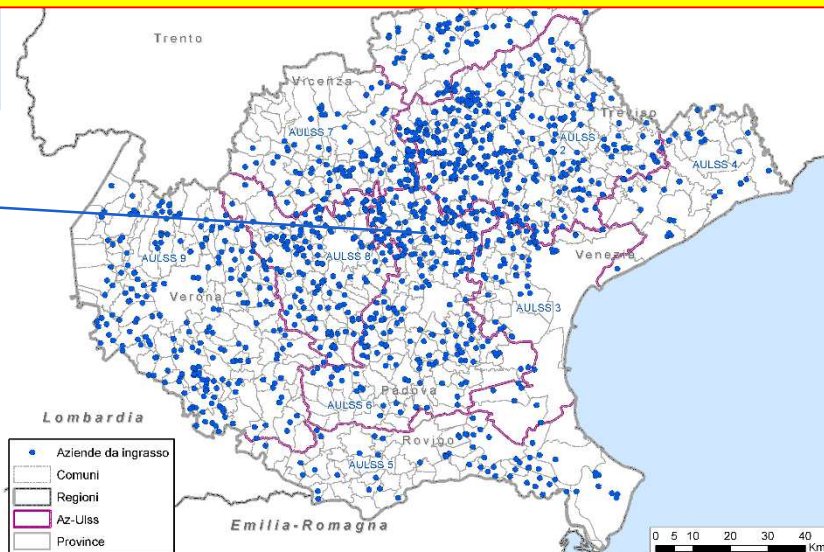 Trento
Vicenza
Treviso
AULSS 7
AULSS
2
AULSS 4
Venezia
AULSS 9
AULSS 8
Verona
AULSS 3
Padova
AULSS 6
Lombardia
Rovigo
AULSS 5
Emilia-Romagna
Aziende da ingrasso
Comuni
Regioni
Az-Ulss
Province
0 5 10 20 30 40
Km